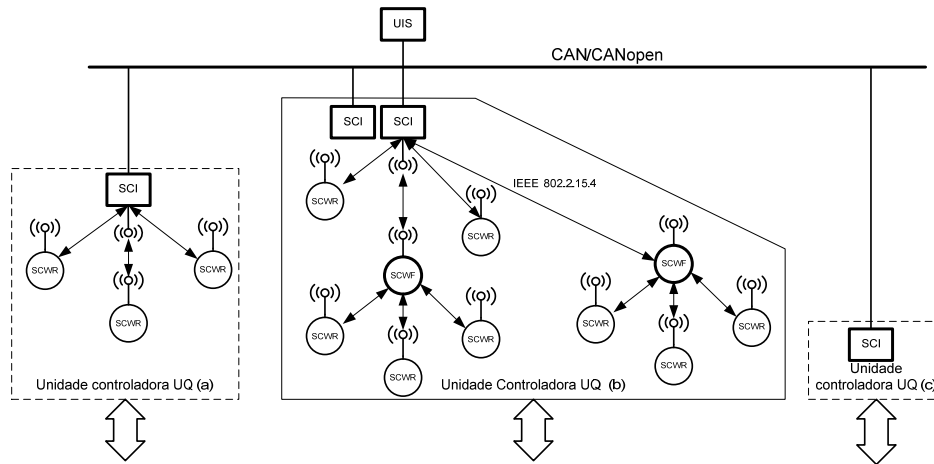 UIS
CAN/CANopen
SCI
SCI
IEEE 802.2.15.4
SCWR
SCI
SCWR
SCWR
SCWR
SCWR
SCWF
SCWF
SCWR
SCWR
SCWR
SCWR
SCWR
SCWR
SCI
SCWR
SCWR
Unidade controladora UQ (a)
Unidade Controladora UQ (b)
Unidade
controladora UQ (c)